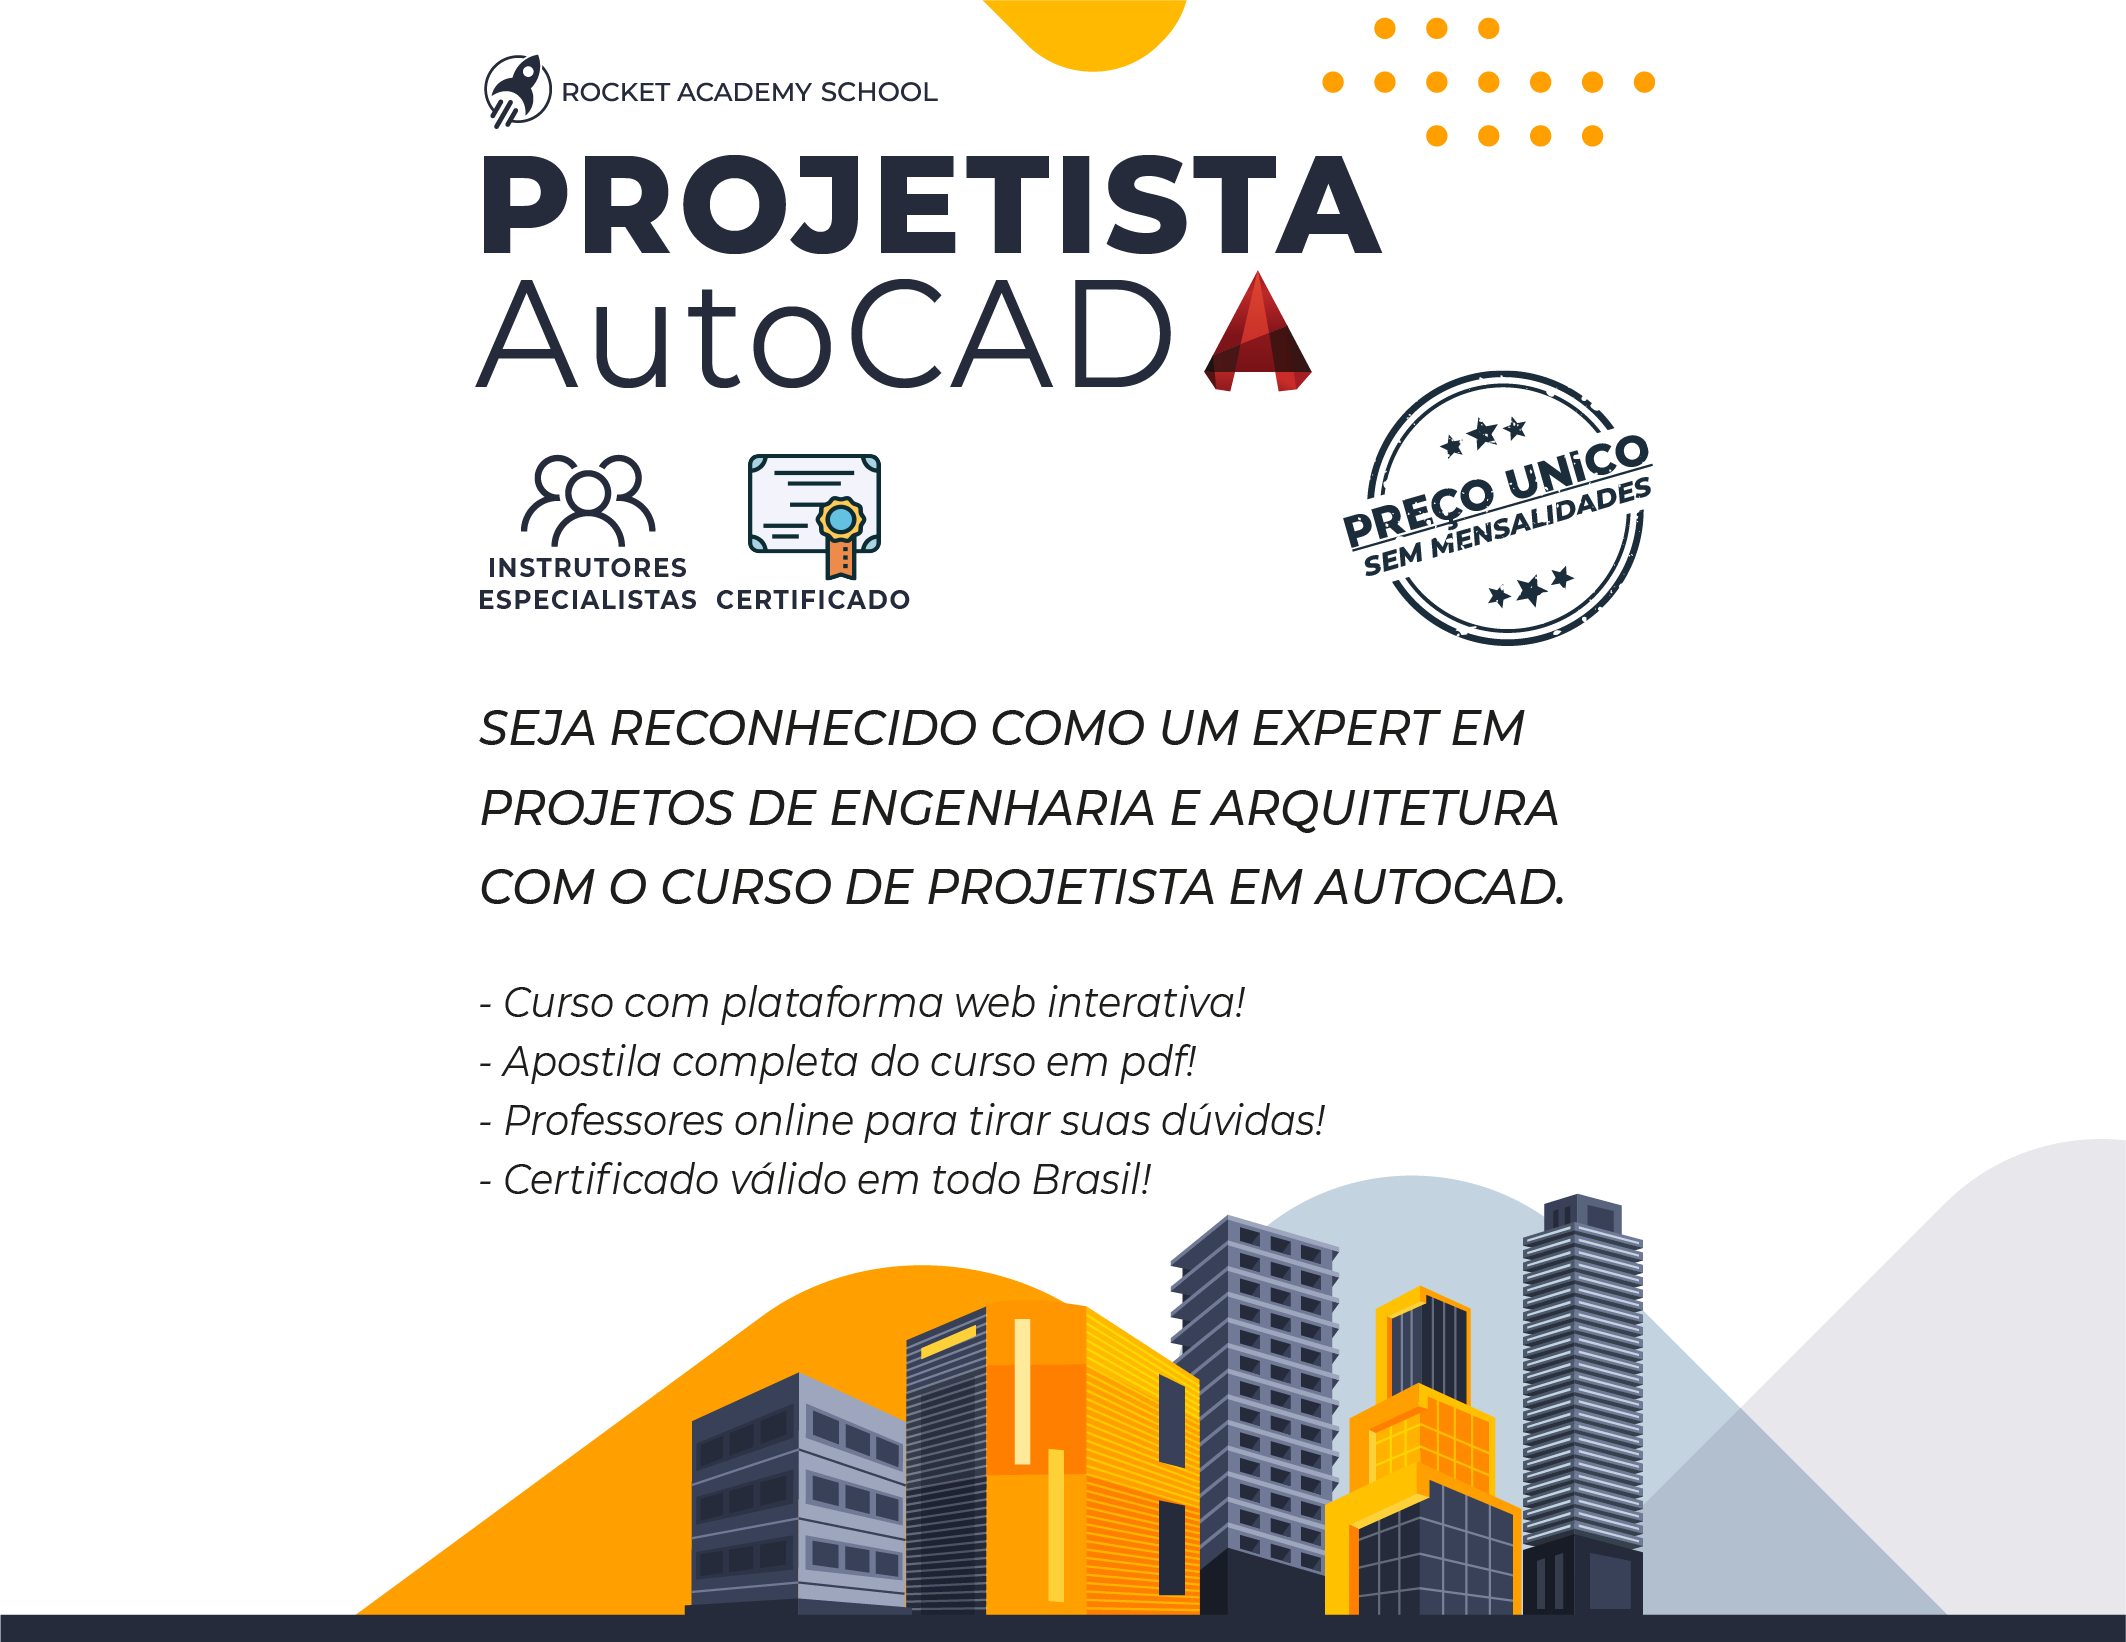 ROCKET ACADEMY SCHOOL
PROJETISTA
AutoCAD
PREÇO UNICO
SEM MENSALIDADES
INSTRUTORES
ESPECIALISTAS
CERTIFICADO
SEJA RECONHECIDO COMO UM EXPERT EM
PROJETOS DE ENGENHARIA E ARQUITETURA
COM O CURSO DE PROJETISTA EM AUTOCAD.
- Curso com plataforma web interativa!
- Apostila completa do curso em pdf!
- Professores online para tirar suas dúvidas!
- Certificado válido em todo Brasil!